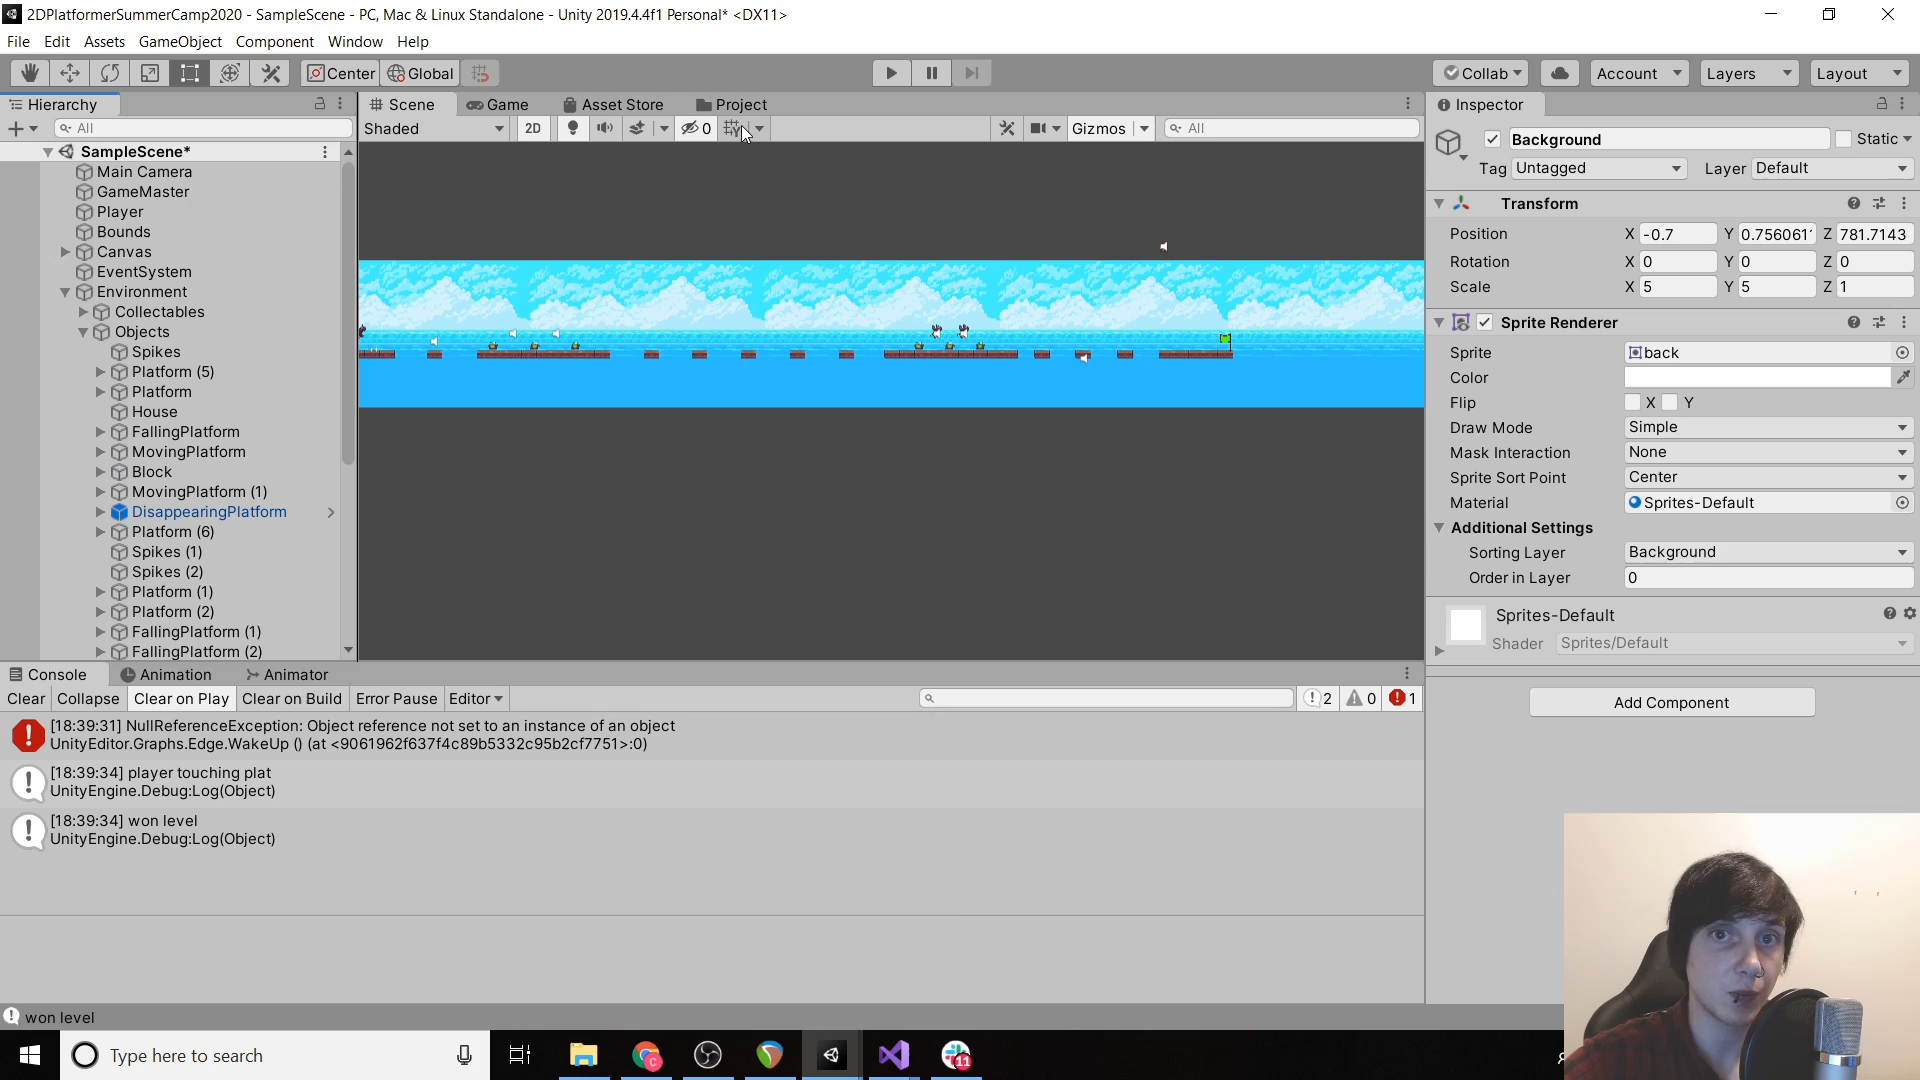 2DPlatformerSummerCamp2020 - SampleScene - PC, Mac & Linux Standalone - Unity 2019.4.4f1 Personal* <DX11>
File Edit Assets GameObject Component Window Help
Center Global Collab Account Layers Layout
Hierarchy
All
SampleScene*
Main Camera
GameMaster
Player
Bounds
Canvas
EventSystem
Environment
Collectables
Objects
Spikes
Platform (5)
Platform
House
FallingPlatform
MovingPlatform
Block
MovingPlatform (1)
DisappearingPlatform
Platform (6)
Spikes (1)
Spikes (2)
Platform (1)
Platform (2)
FallingPlatform (1)
FallingPlatform (2)
Scene Game Asset Store Project
Shaded 2D 0 Gizmos All
Inspector
Background Static
Tag Untagged Layer Default
Transform
Position X -0.7 Y 0.756061 Z 781.7143
Rotation X 0 Y 0 Z 0
Scale X 5 Y 5 Z 1
Sprite Renderer
Sprite back
Color
Flip X Y
Draw Mode Simple
Mask Interaction None
Sprite Sort Point Center
Material Sprites-Default
Additional Settings
Sorting Layer Background
Order in Layer 0
Sprites-Default
Shader Sprites/Default
Add Component
Console Animation Animator
Clear Collapse Clear on Play Clear on Build Error Pause Editor 2 0 1
[18:39:31] NullReferenceException: Object reference not set to an instance of an object
UnityEditor.Graphs.Edge.WakeUp () (at <9061962f637f4c89b5332c95b2cf7751>:0)
[18:39:34] player touching plat
UnityEngine.Debug:Log(Object)
[18:39:34] won level
UnityEngine.Debug:Log(Object)
won level
Type here to search
11